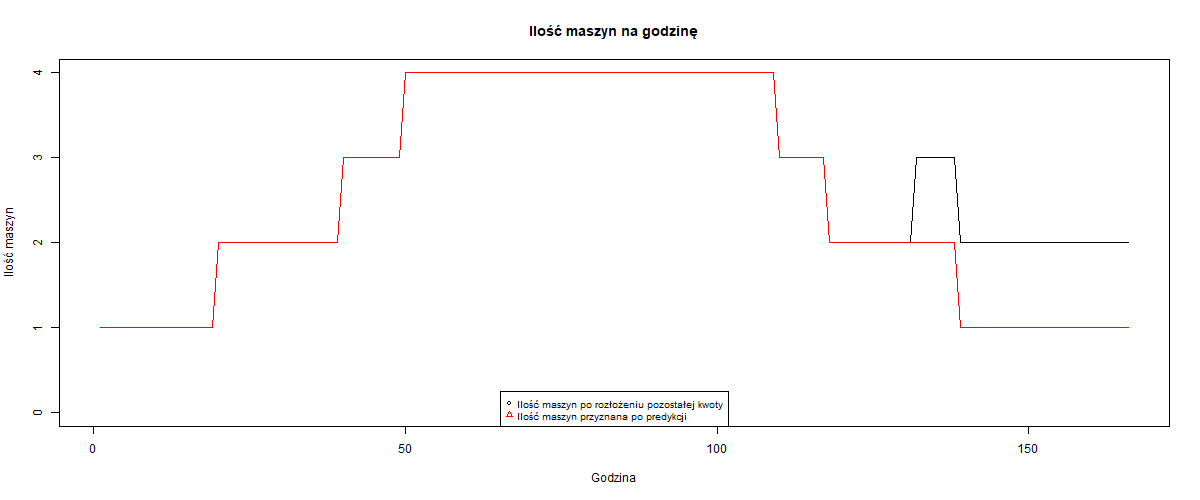 Ilość maszyn na godzinę
Ilość maszyn
4
3
2
1
0
Ilość maszyn po rozłożeniu pozostałej kwoty
Ilość maszyn przyznana po predykcji
0 50 100 150
Godzina